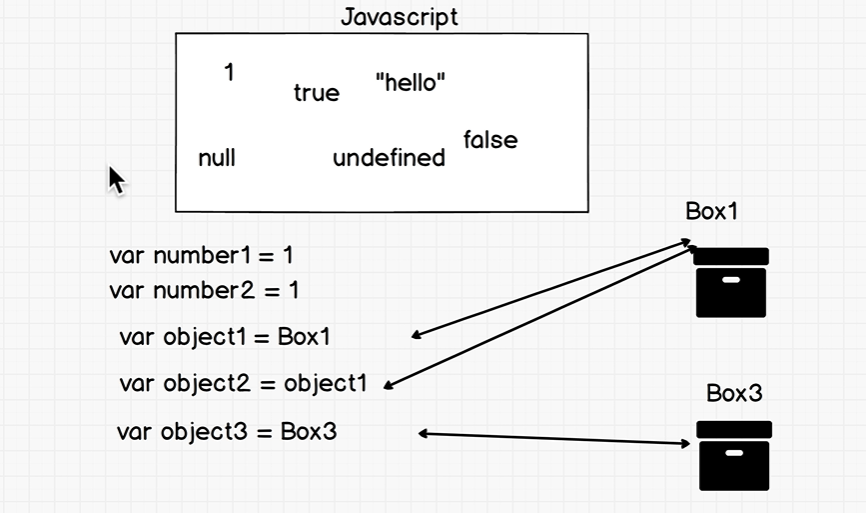 Javascript
1
true
"hello"
null
undefined
false
Box1
var number1 = 1
var number2 = 1
var object1 = Box1
var object2 = object1
Box3
var object3 = Box3